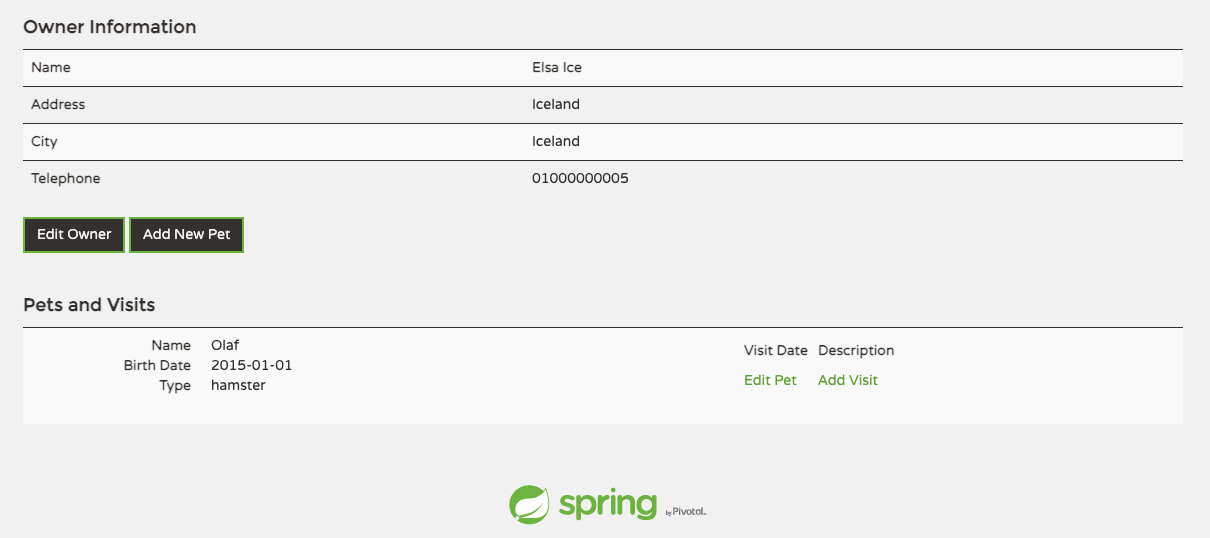 Owner Information
Name Elsa Ice
Address Iceland
City Iceland
Telephone 01000000005
Edit Owner Add New Pet
Pets and Visits
Name Olaf
Birth Date 2015-01-01
Type hamster
Visit Date Description
Edit Pet Add Visit
spring by Pivotal™